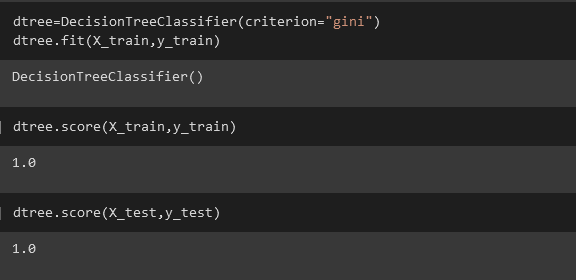 dtree=DecisionTreeClassifier(criterion="gini")
dtree.fit(X_train,y_train)
DecisionTreeClassifier()
dtree.score(X_train,y_train)
1.0
dtree.score(X_test,y_test)
1.0